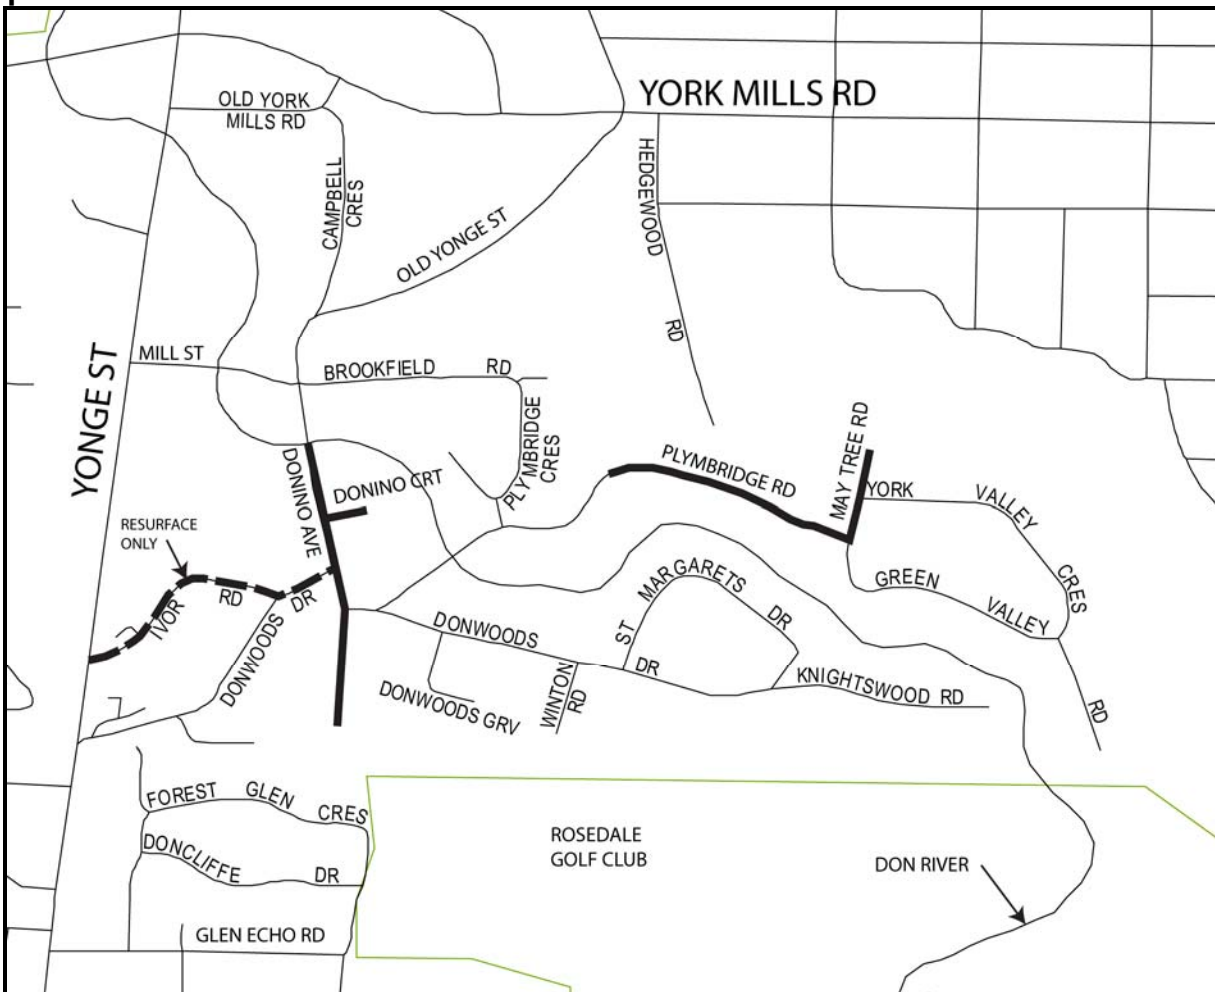 YORK MILLS RD
OLD YORK
MILLS RD
CAMPBELL
CRES
HEDGEWOOD
RD
OLD YONGE ST
YONGE ST
MILL ST
BROOKFIELD RD
PLYMBRIDGE
CRES
DONINO CRT
DONINO AVE
PLYMBRIDGE RD
MAY TREE RD
YORK VALLEY
CRES
RESURFACE
ONLY
IVOR RD
DONWOODS DR
GREEN VALLEY
RD
ST MARGARETS DR
DONWOODS DR
KNIGHTSWOOD RD
WINTON
RD
DONWOODS GRV
FOREST GLEN CRES
DONCLIFFE DR
GLEN ECHO RD
ROSEDALE
GOLF CLUB
DON RIVER